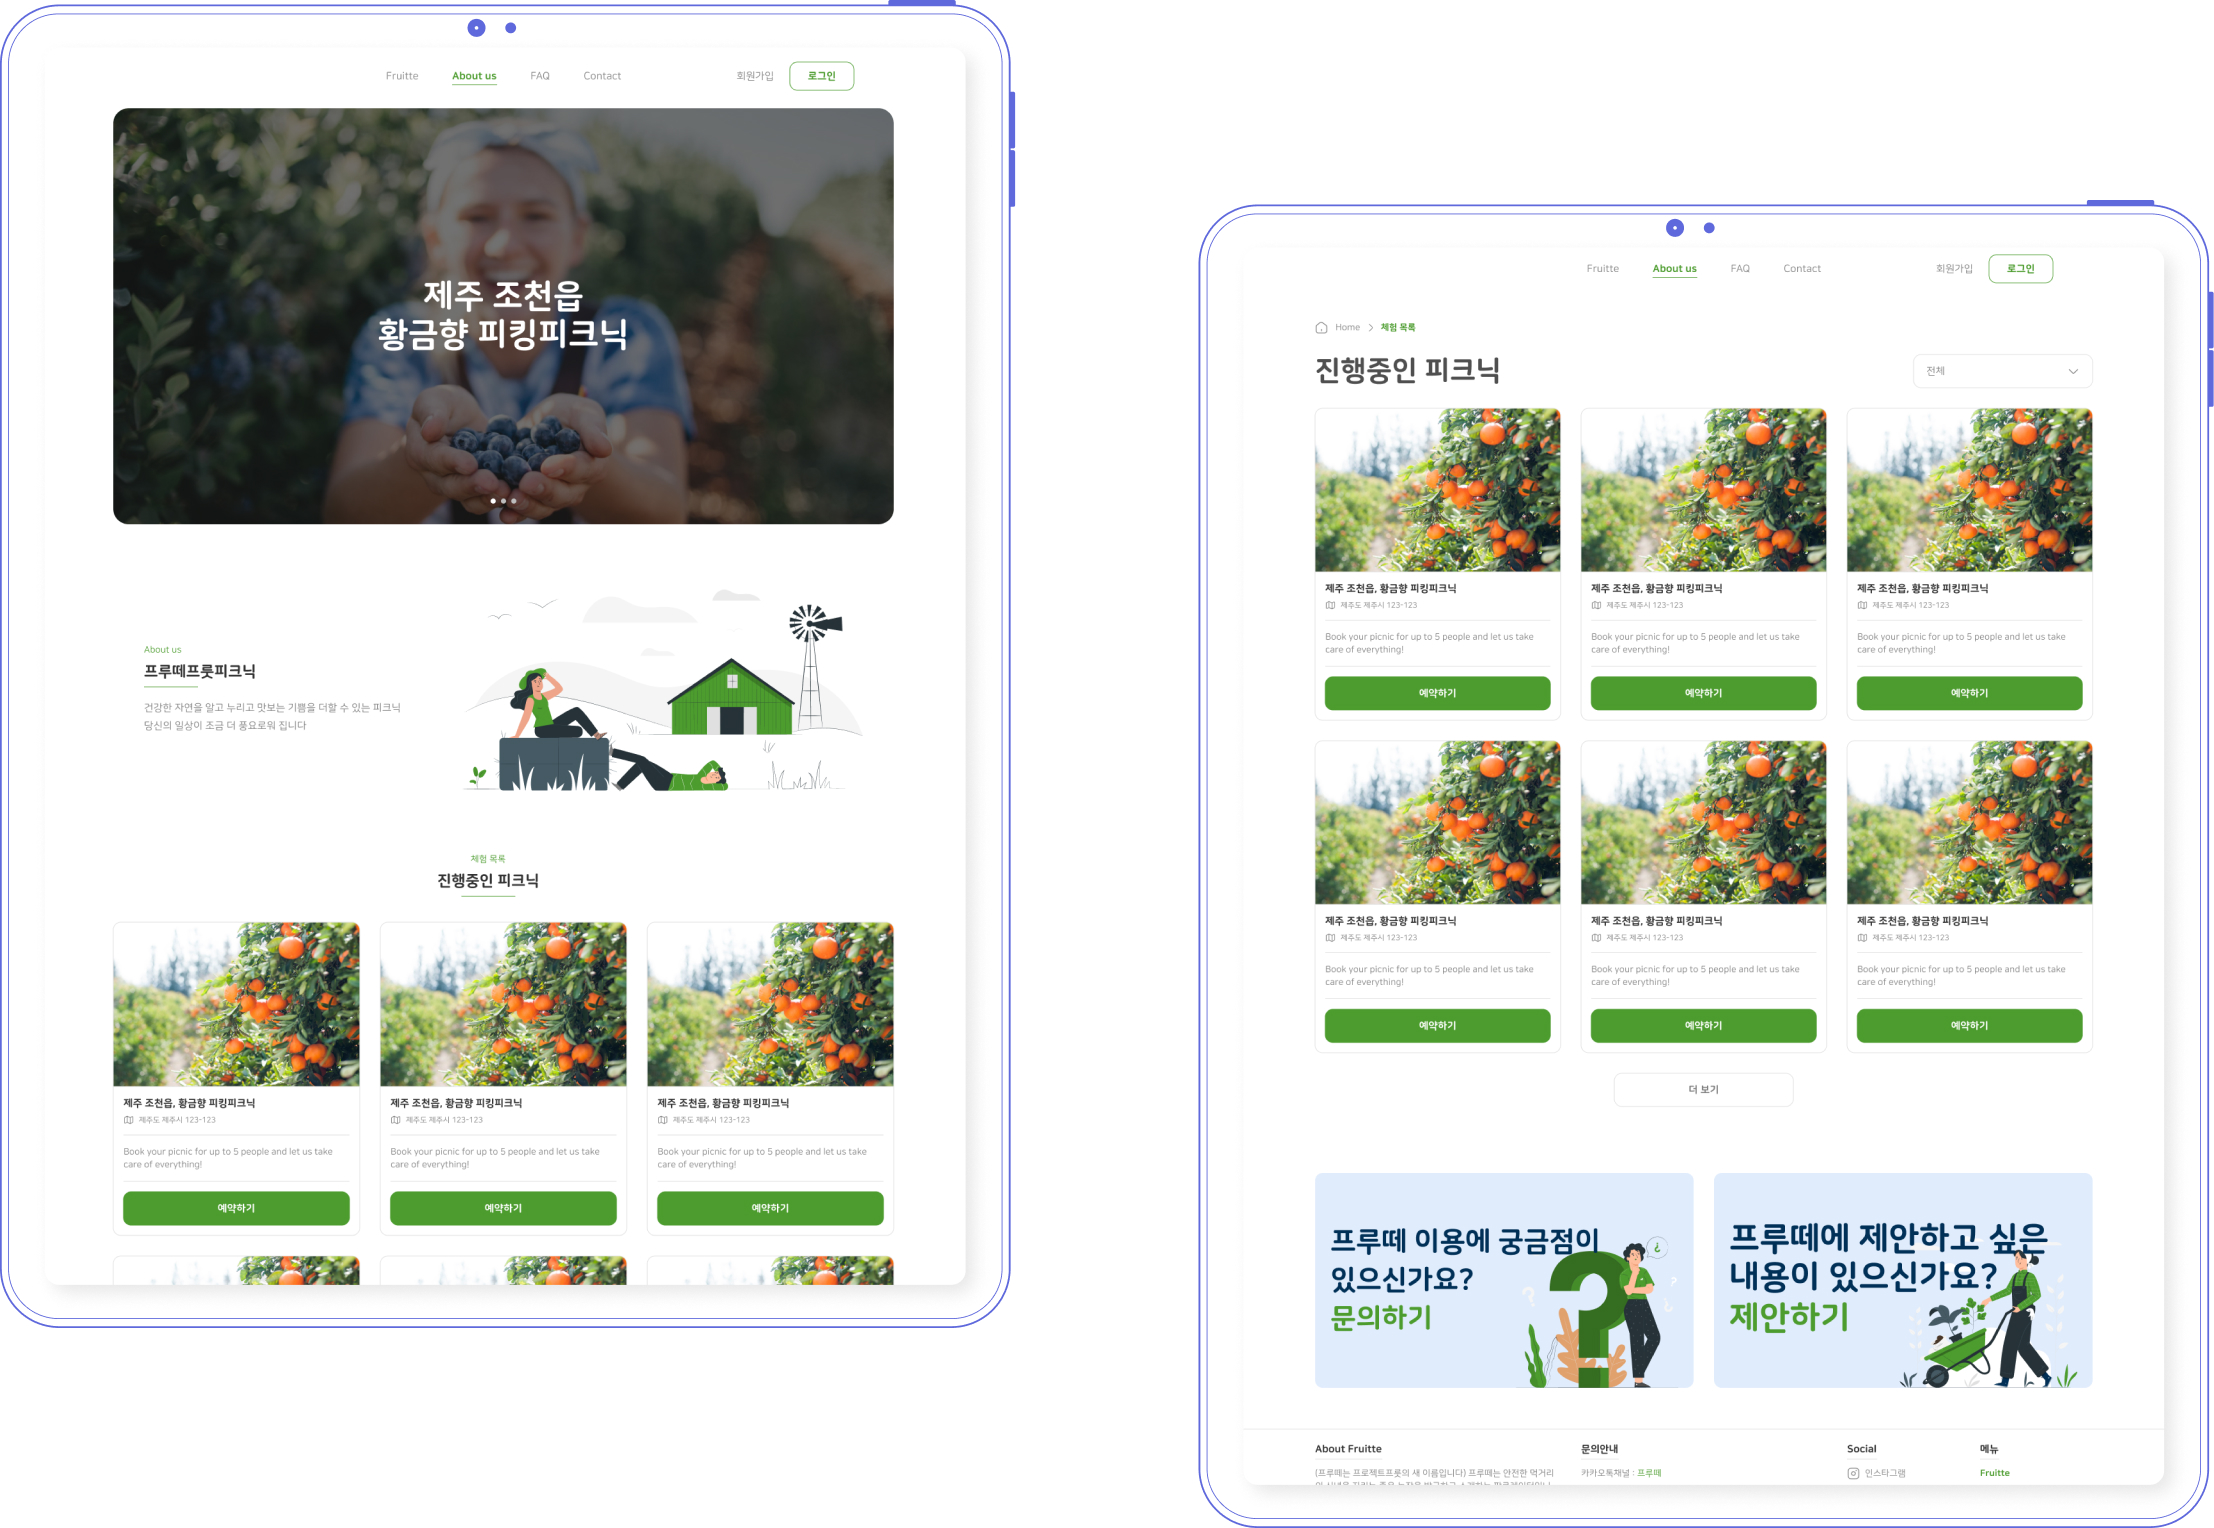 Fruitte
About us
FAQ
Contact
회원가입
로그인
제주 조천읍
황금향 피킹피크닉
About us
프루떼프룻피크닉
건강한 자연을 알고 누리고 맛보는 기쁨을 더할 수 있는 피크닉
당신의 일상이 조금 더 풍요로워 집니다
체험 목록
진행중인 피크닉
제주 조천읍, 황금향 피킹피크닉
제주도 제주시 123-123
Book your picnic for up to 5 people and let us take
care of everything!
예약하기
제주 조천읍, 황금향 피킹피크닉
제주도 제주시 123-123
Book your picnic for up to 5 people and let us take
care of everything!
예약하기
제주 조천읍, 황금향 피킹피크닉
제주도 제주시 123-123
Book your picnic for up to 5 people and let us take
care of everything!
예약하기
Fruitte
About us
FAQ
Contact
회원가입
로그인
Home
체험 목록
진행중인 피크닉
전체
제주 조천읍, 황금향 피킹피크닉
제주도 제주시 123-123
Book your picnic for up to 5 people and let us take
care of everything!
예약하기
제주 조천읍, 황금향 피킹피크닉
제주도 제주시 123-123
Book your picnic for up to 5 people and let us take
care of everything!
예약하기
제주 조천읍, 황금향 피킹피크닉
제주도 제주시 123-123
Book your picnic for up to 5 people and let us take
care of everything!
예약하기
제주 조천읍, 황금향 피킹피크닉
제주도 제주시 123-123
Book your picnic for up to 5 people and let us take
care of everything!
예약하기
제주 조천읍, 황금향 피킹피크닉
제주도 제주시 123-123
Book your picnic for up to 5 people and let us take
care of everything!
예약하기
제주 조천읍, 황금향 피킹피크닉
제주도 제주시 123-123
Book your picnic for up to 5 people and let us take
care of everything!
예약하기
더 보기
프루떼 이용에 궁금점이
있으신가요?
문의하기
프루떼에 제안하고 싶은
내용이 있으신가요?
제안하기
About Fruitte
(프루떼는 프로젝트프룻의 새 이름입니다) 프루떼는 안전한 먹거리
문의안내
카카오톡채널 : 프루떼
Social
인스타그램
메뉴
Fruitte